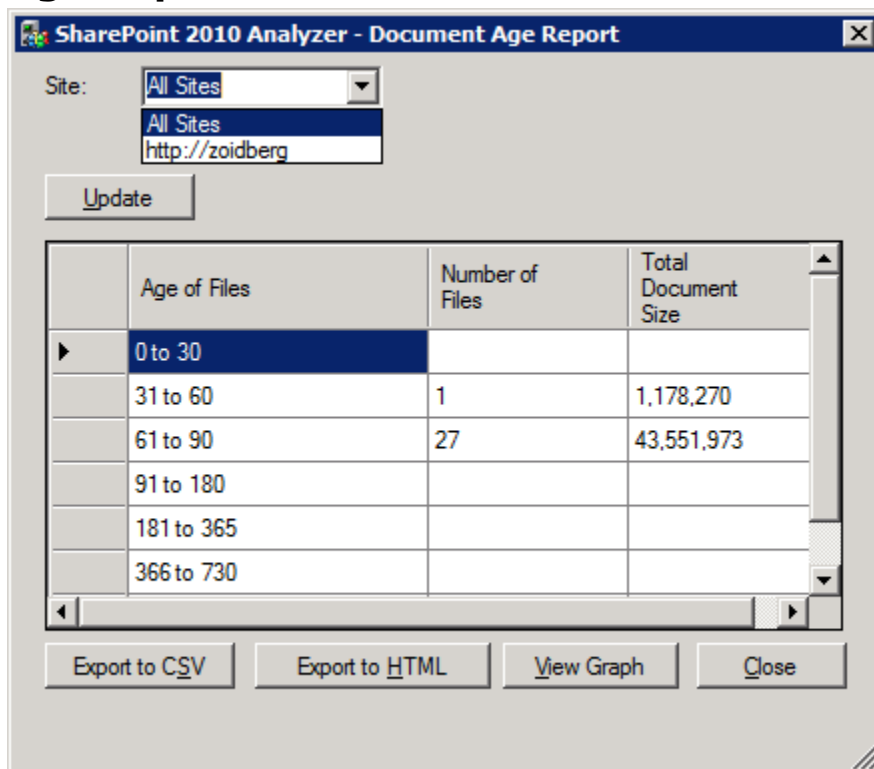 SharePoint 2010 Analyzer - Document Age Report
Site: All Sites
All Sites
http://zoidberg
Update
Age of Files Number of Files Total Document Size
0 to 30
31 to 60 1 1,178,270
61 to 90 27 43,551,973
91 to 180
181 to 365
366 to 730
Export to CSV Export to HTML View Graph Close